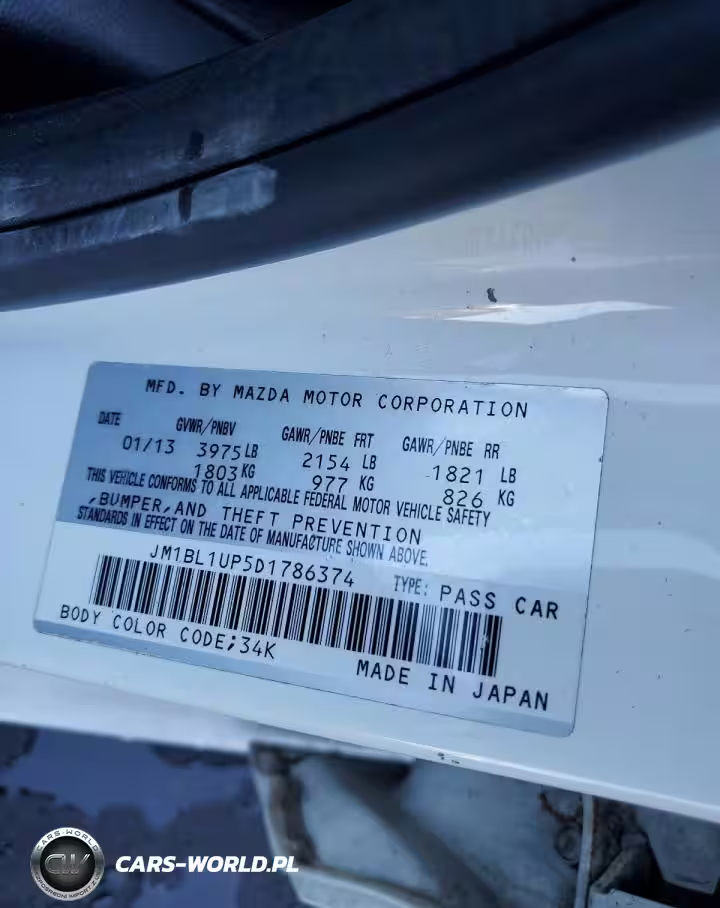 MFD. BY MAZDA MOTOR CORPORATION
DATE GVWR/PNBV GAWR/PNBE FRT GAWR/PNBE RR
01/13 3975 LB 2154 LB 1821 LB
1803 KG 977 KG 826 KG
THIS VEHICLE CONFORMS TO ALL APPLICABLE FEDERAL MOTOR VEHICLE SAFETY
,BUMPER,AND THEFT PREVENTION
STANDARDS IN EFFECT ON THE DATE OF MANUFACTURE SHOWN ABOVE.
JM1BL1UP5D1786374 TYPE: PASS CAR
BODY COLOR CODE;34K
MADE IN JAPAN
CARS-WORLD
CW
CARS-WORLD.PL